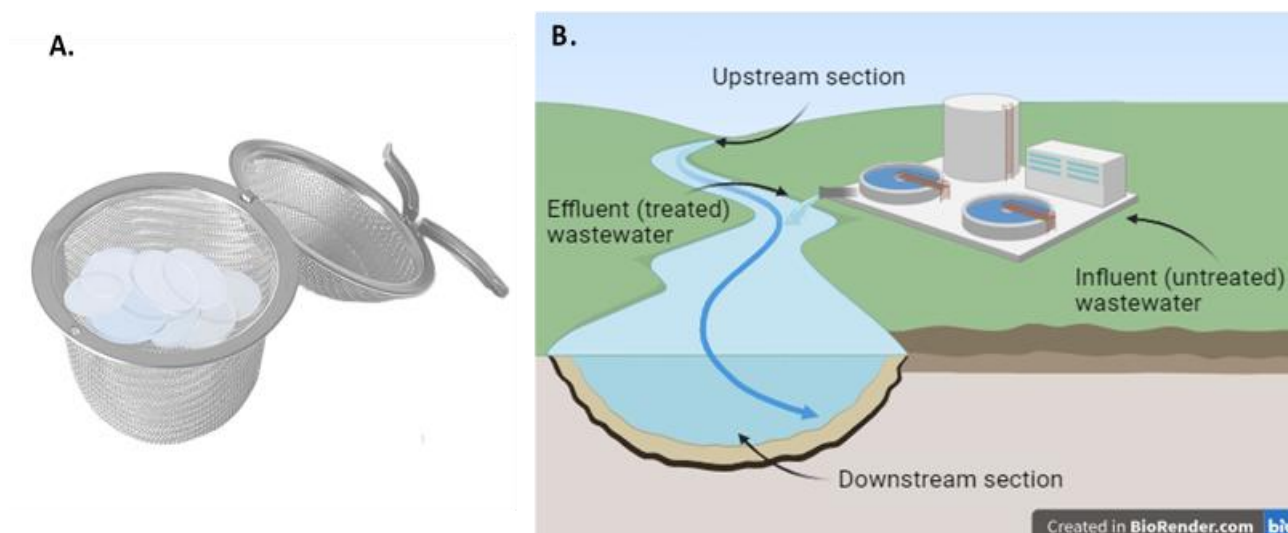 A.
B.
Upstream section
Effluent (treated)
wastewater
Influent (untreated)
wastewater
Downstream section
Created in BioRender.com